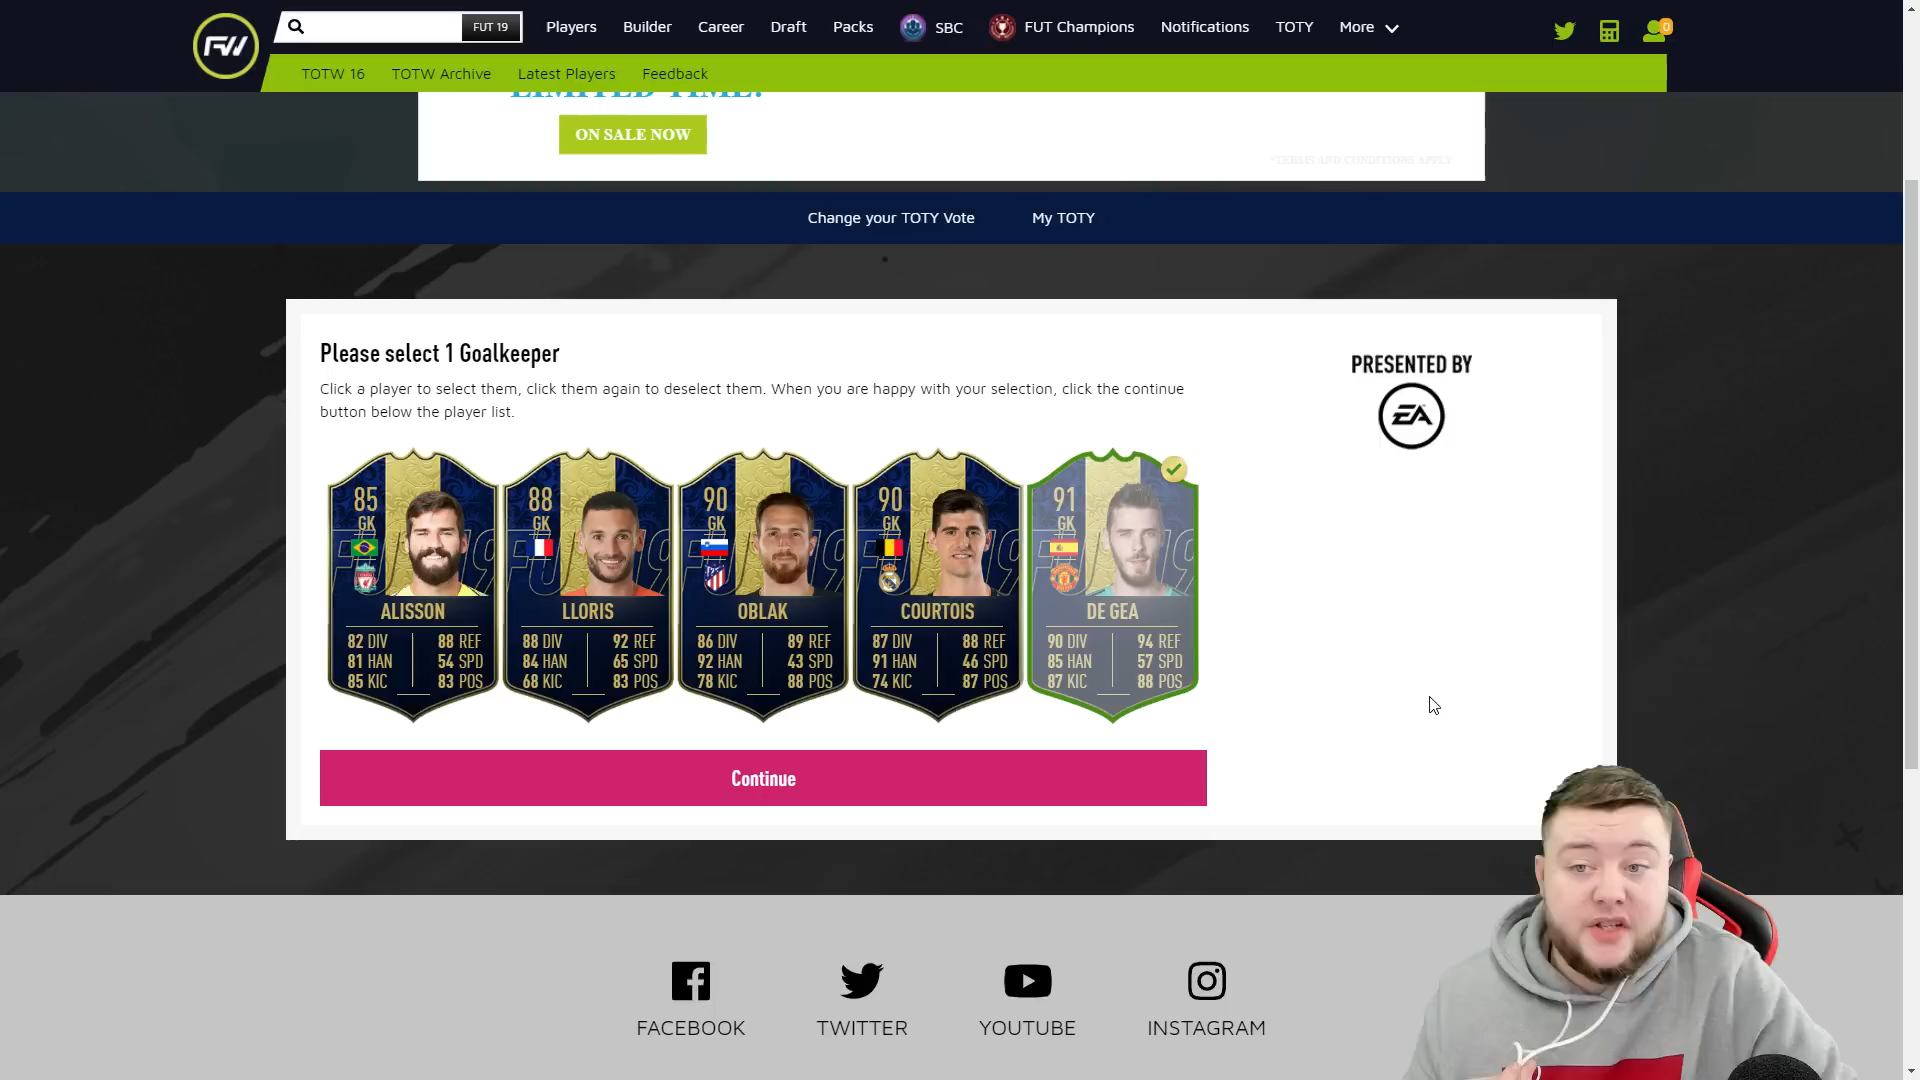 FW
FUT 19
Players
Builder
Career
Draft
Packs
SBC
FUT Champions
Notifications
TOTY
More
0
TOTW 16
TOTW Archive
Latest Players
Feedback
LIMITED TIME!
ON SALE NOW
*TERMS AND CONDITIONS APPLY
Change your TOTY Vote
My TOTY
Please select 1 Goalkeeper
Click a player to select them, click them again to deselect them. When you are happy with your selection, click the continue
button below the player list.
PRESENTED BY
EA
85
GK
ALISSON
82 DIV 88 REF
81 HAN 54 SPD
85 KIC 83 POS
88
GK
LLORIS
88 DIV 92 REF
84 HAN 65 SPD
68 KIC 83 POS
90
GK
OBLAK
86 DIV 89 REF
92 HAN 43 SPD
78 KIC 88 POS
90
GK
COURTOIS
87 DIV 88 REF
91 HAN 46 SPD
74 KIC 87 POS
91
GK
DE GEA
90 DIV 94 REF
85 HAN 57 SPD
87 KIC 88 POS
Continue
FACEBOOK
TWITTER
YOUTUBE
INSTAGRAM